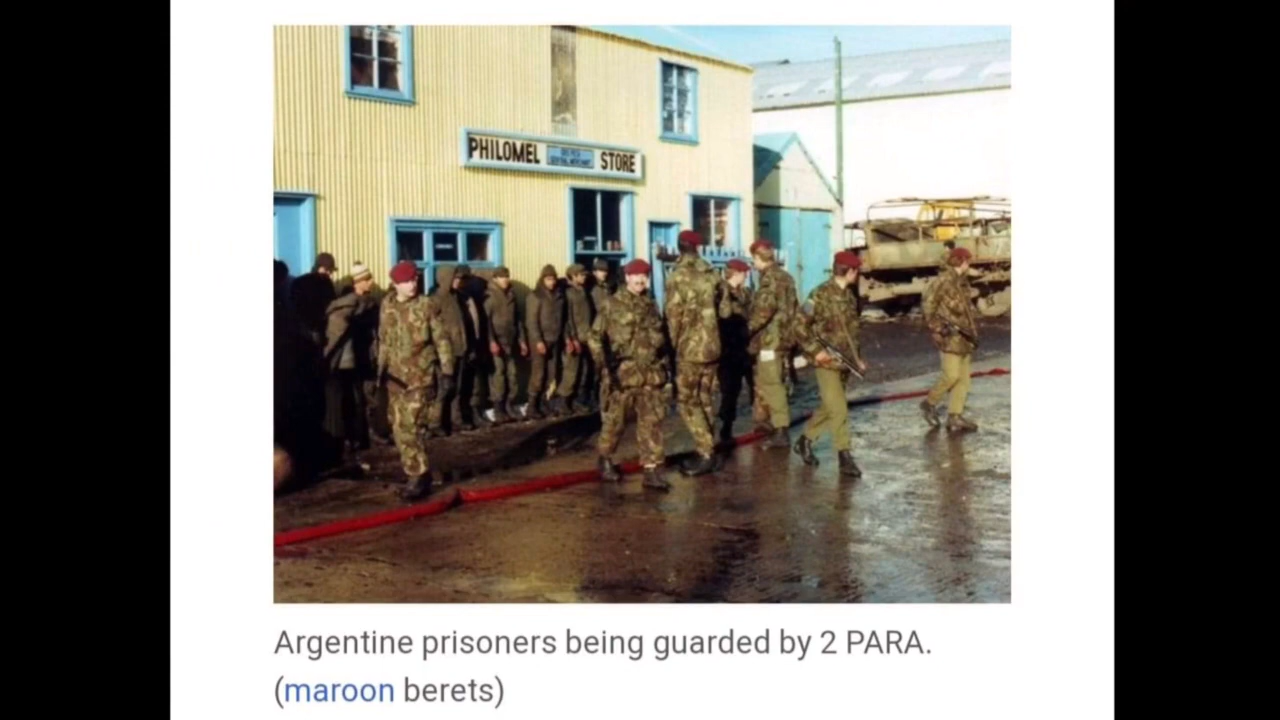 PHILOMEL STORE
Argentine prisoners being guarded by 2 PARA.
(maroon berets)